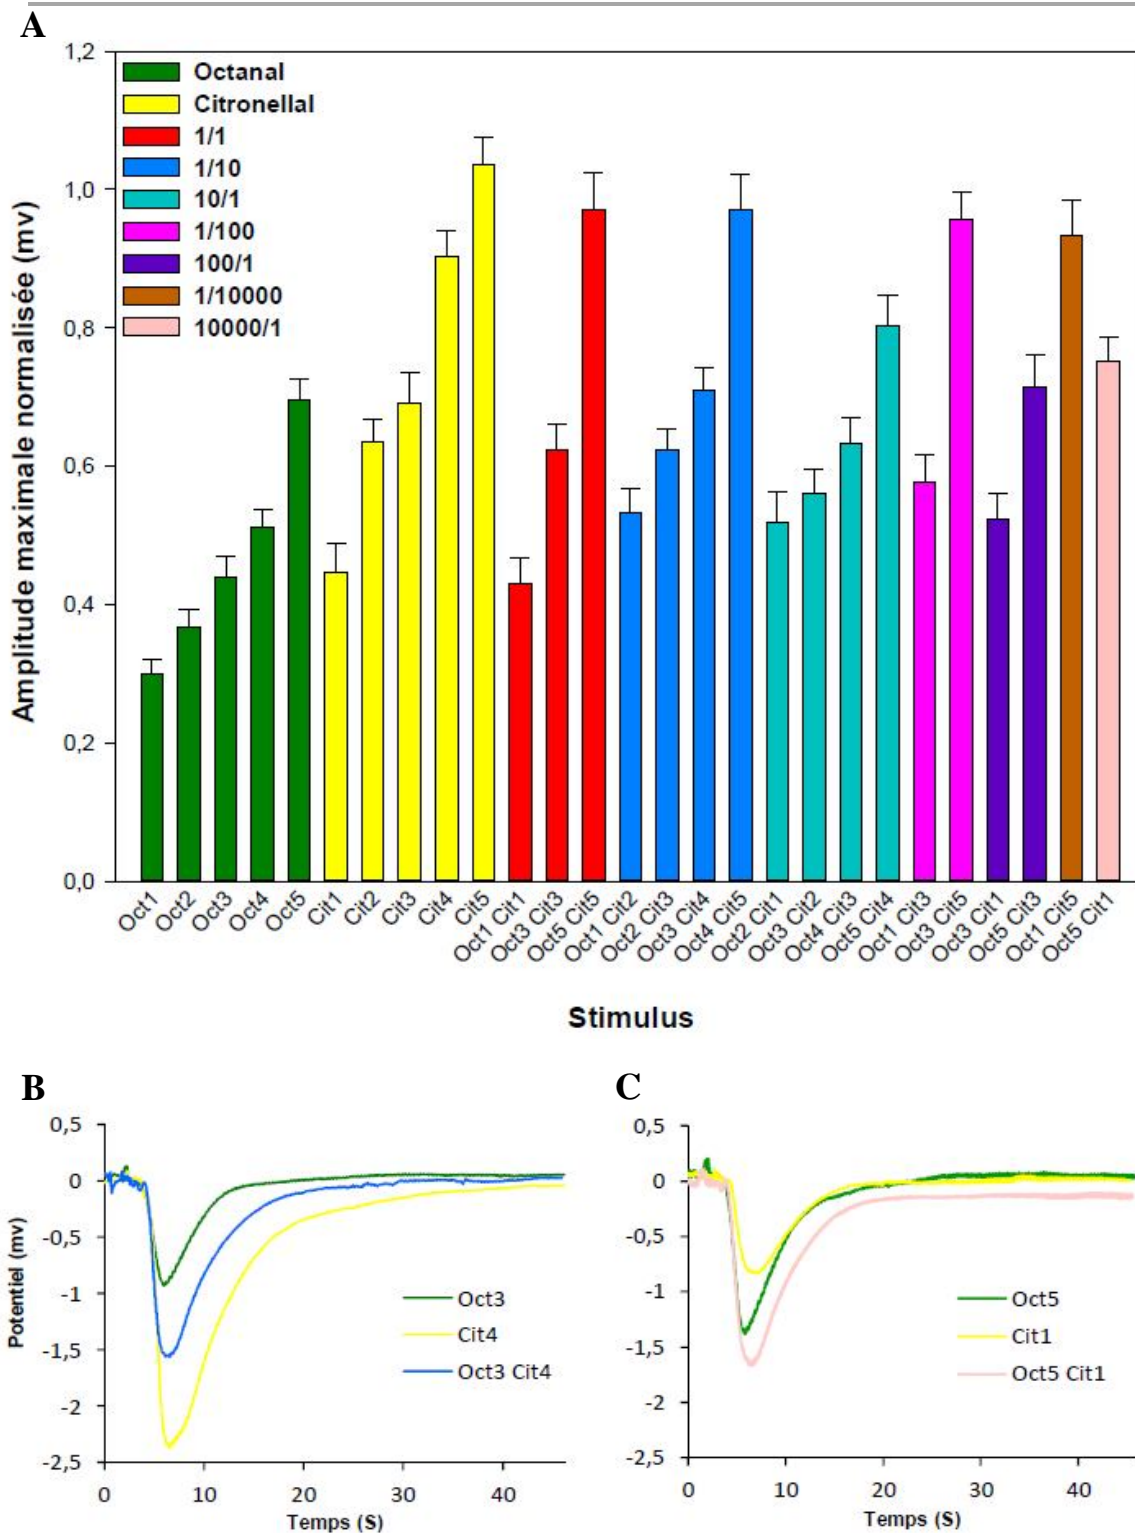 A
1,2
1,0
0,8
0,6
0,4
0,2
0,0
Amplitude maximale normalisée (mv)
Octanal
Citronellal
1/1
1/10
10/1
1/100
100/1
1/10000
10000/1
Oct1
Oct2
Oct3
Oct4
Oct5
Cit1
Cit2
Cit3
Cit4
Cit5
Oct1 Cit1
Oct3 Cit3
Oct5 Cit5
Oct1 Cit2
Oct2 Cit3
Oct3 Cit4
Oct4 Cit5
Oct2 Cit1
Oct3 Cit2
Oct4 Cit3
Oct5 Cit4
Oct1 Cit3
Oct3 Cit5
Oct3 Cit1
Oct5 Cit3
Oct1 Cit5
Oct5 Cit1
Stimulus
B
0,5
0
-0,5
-1
-1,5
-2
-2,5
Potentiel (mv)
Oct3
Cit4
Oct3 Cit4
0
10
20
30
40
Temps (S)
C
0,5
0
-0,5
-1
-1,5
-2
-2,5
Oct5
Cit1
Oct5 Cit1
0
10
20
30
40
Temps (S)